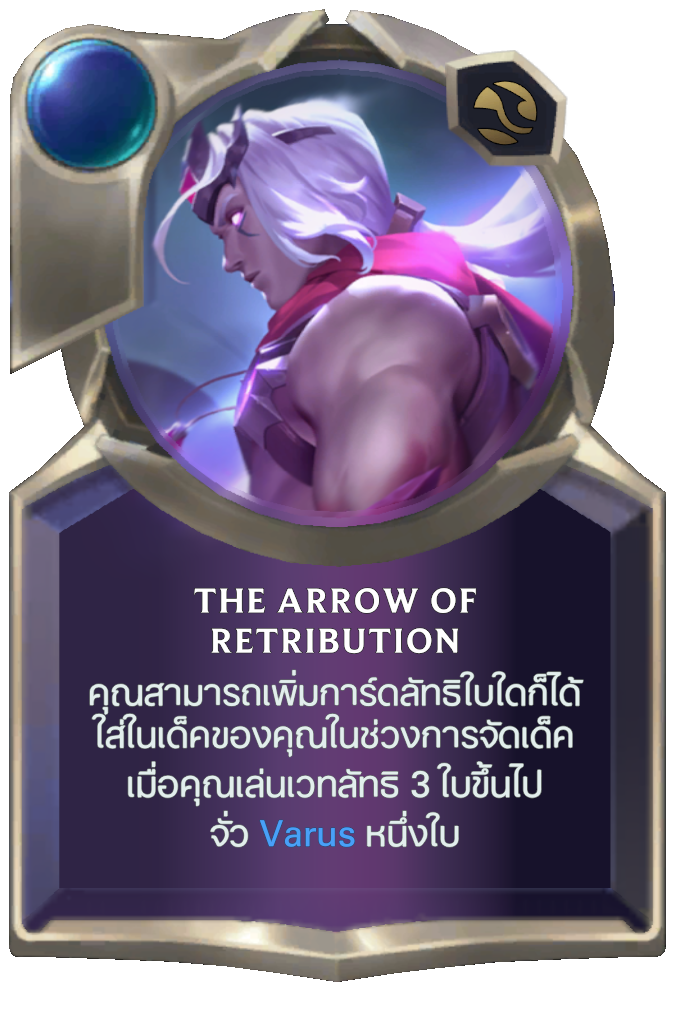 THE ARROW OF
RETRIBUTION
คุณสามารถเพิ่มการ์ดลัทธิใบใดก็ได้
ใส่ในเด็คของคุณในช่วงการจัดเด็ค
เมื่อคุณเล่นเวทลัทธิ 3 ใบขึ้นไป
จั่ว Varus หนึ่งใบ